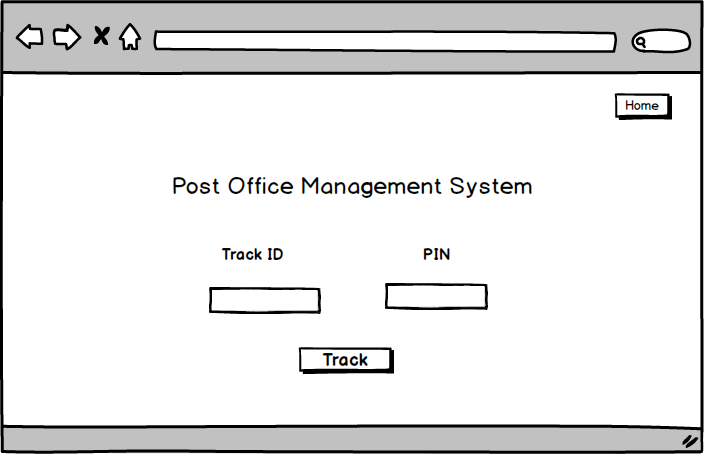 Home
Post Office Management System
Track ID PIN
Track